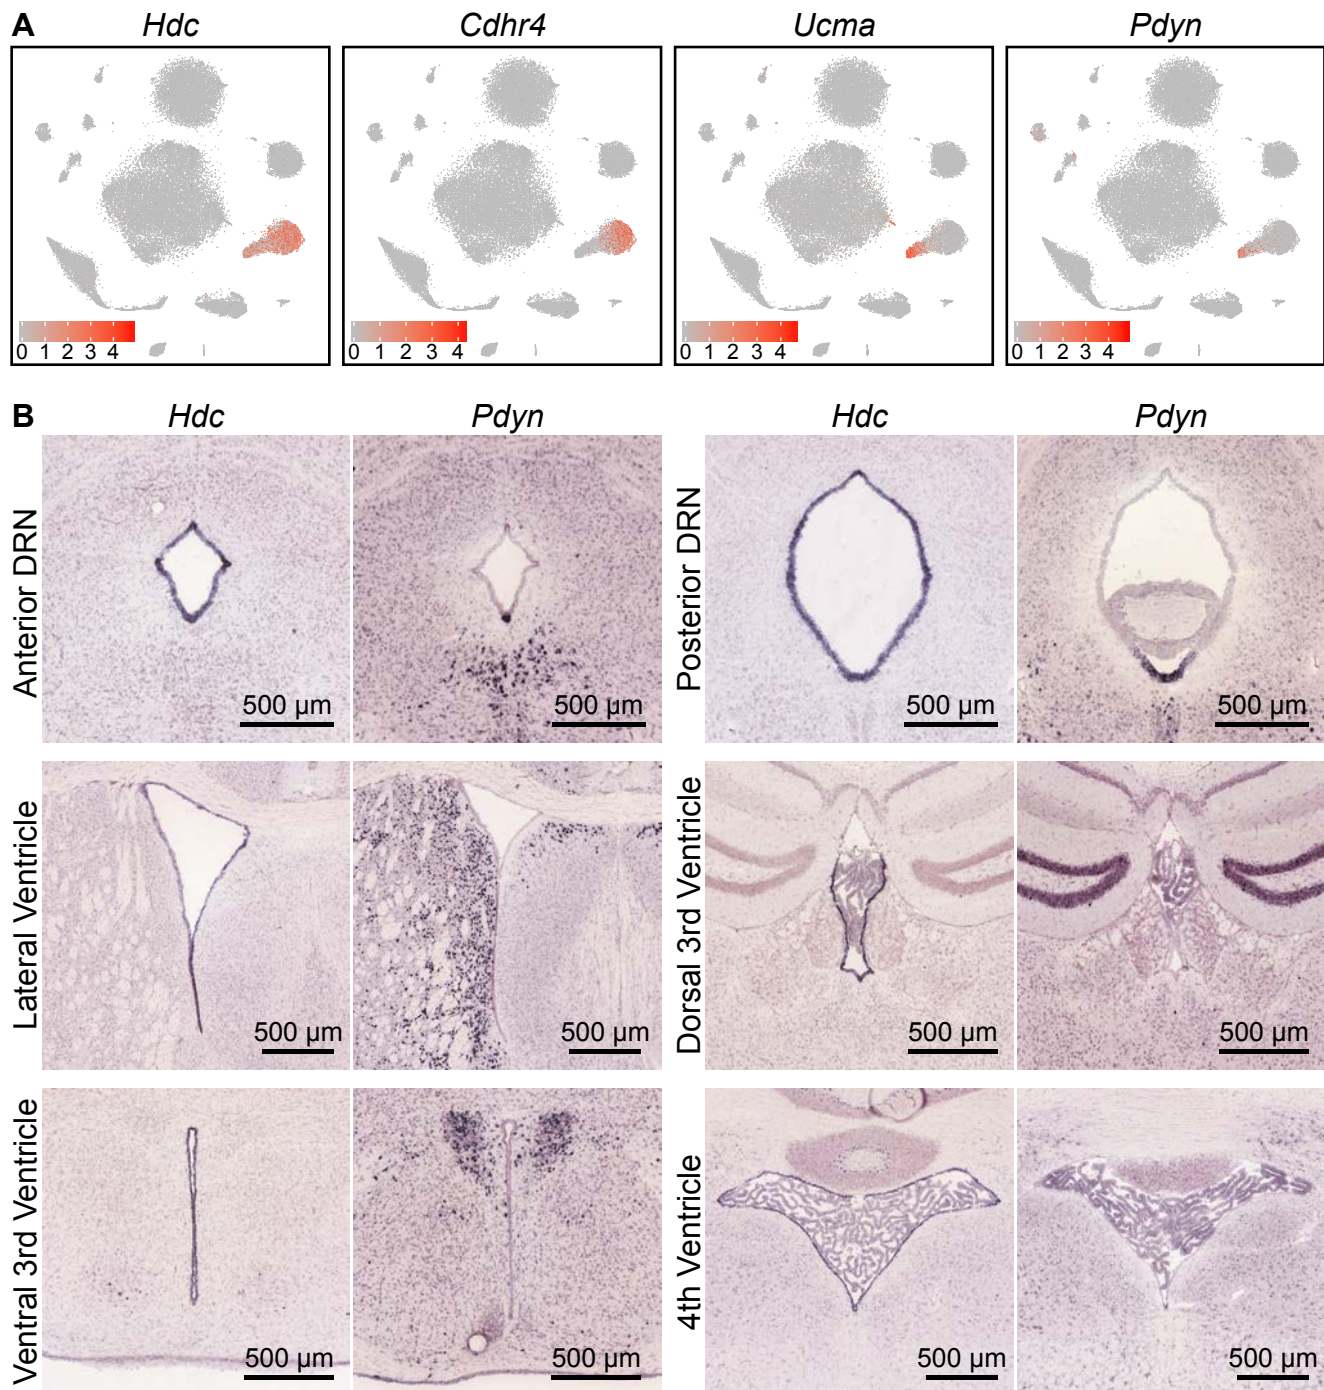 A
Hdc
Cdhr4
Ucma
Pdyn
0 1 2 3 4
0 1 2 3 4
0 1 2 3 4
0 1 2 3 4
B
Hdc
Pdyn
Hdc
Pdyn
Anterior DRN
500 µm
500 µm
Posterior DRN
500 µm
500 µm
Lateral Ventricle
500 µm
500 µm
Dorsal 3rd Ventricle
500 µm
500 µm
Ventral 3rd Ventricle
500 µm
500 µm
4th Ventricle
500 µm
500 µm